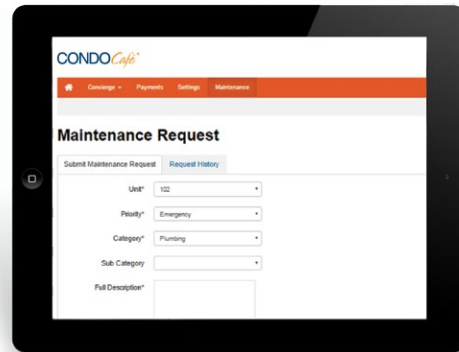 CONDO Café
Concierge Payments Settings Maintenance
Maintenance Request
Submit Maintenance Request Request History
Unit* 102
Priority* Emergency
Category* Plumbing
Sub Category
Full Description*